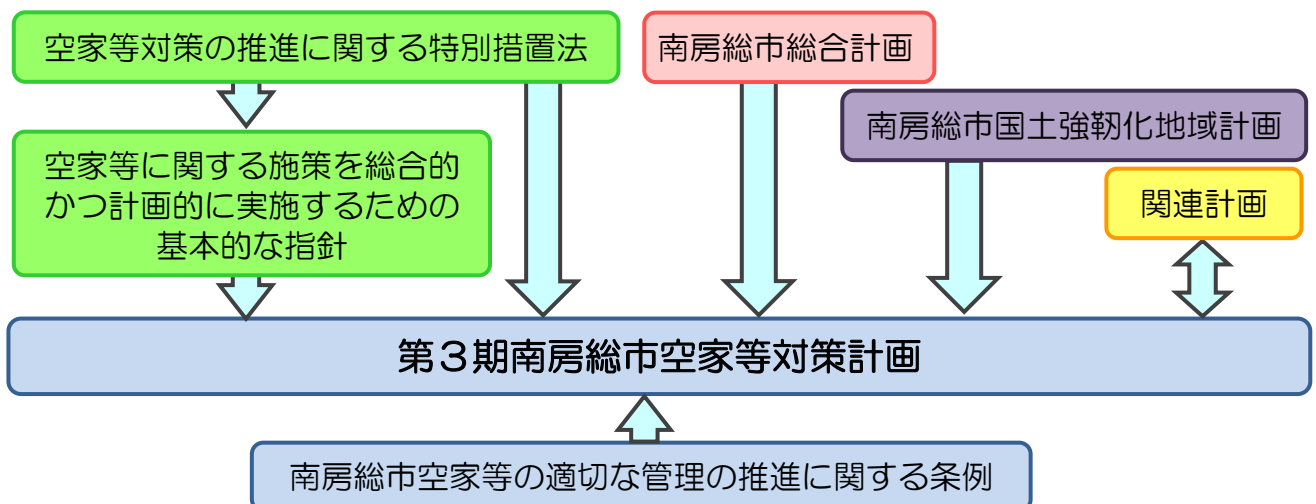 空家等対策の推進に関する特別措置法
南房総市総合計画
南房総市国土強靭化地域計画
空家等に関する施策を総合的
かつ計画的に実施するための
基本的な指針
関連計画
第３期南房総市空家等対策計画
南房総市空家等の適切な管理の推進に関する条例